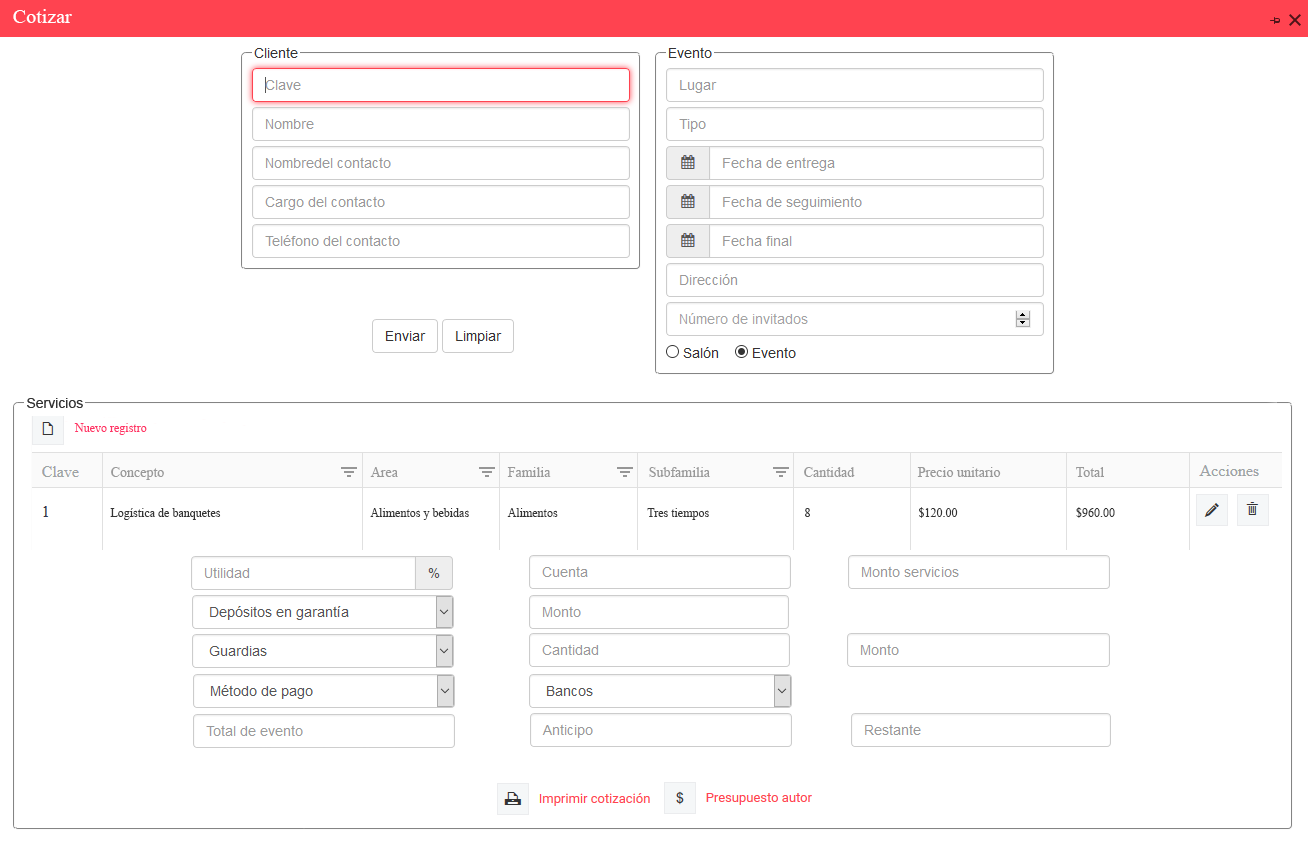 Cotizar
Cliente
Clave
Nombre
Nombredel contacto
Cargo del contacto
Teléfono del contacto
Enviar Limpiar
Evento
Lugar
Tipo
Fecha de entrega
Fecha de seguimiento
Fecha final
Dirección
Número de invitados
Salón Evento
Servicios
Nuevo registro
Clave Concepto Area Familia Subfamilia Cantidad Precio unitario Total Acciones
1 Logística de banquetes Alimentos y bebidas Alimentos Tres tiempos 8 $120.00 $960.00
Utilidad % Cuenta Monto servicios
Depósitos en garantía Monto
Guardias Cantidad Monto
Método de pago Bancos
Total de evento Anticipo Restante
Imprimir cotización $ Presupuesto autor